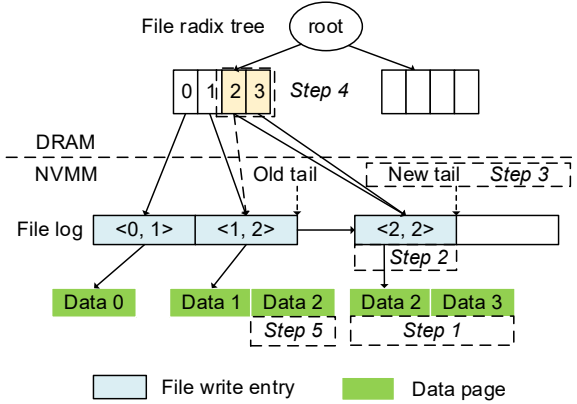 File radix tree
root
0 1 2 3
Step 4
DRAM
NVMM
Old tail
New tail Step 3
File log
<0, 1> <1, 2> <2, 2>
Step 2
Data 0 Data 1 Data 2 Data 2 Data 3
Step 5 Step 1
File write entry Data page